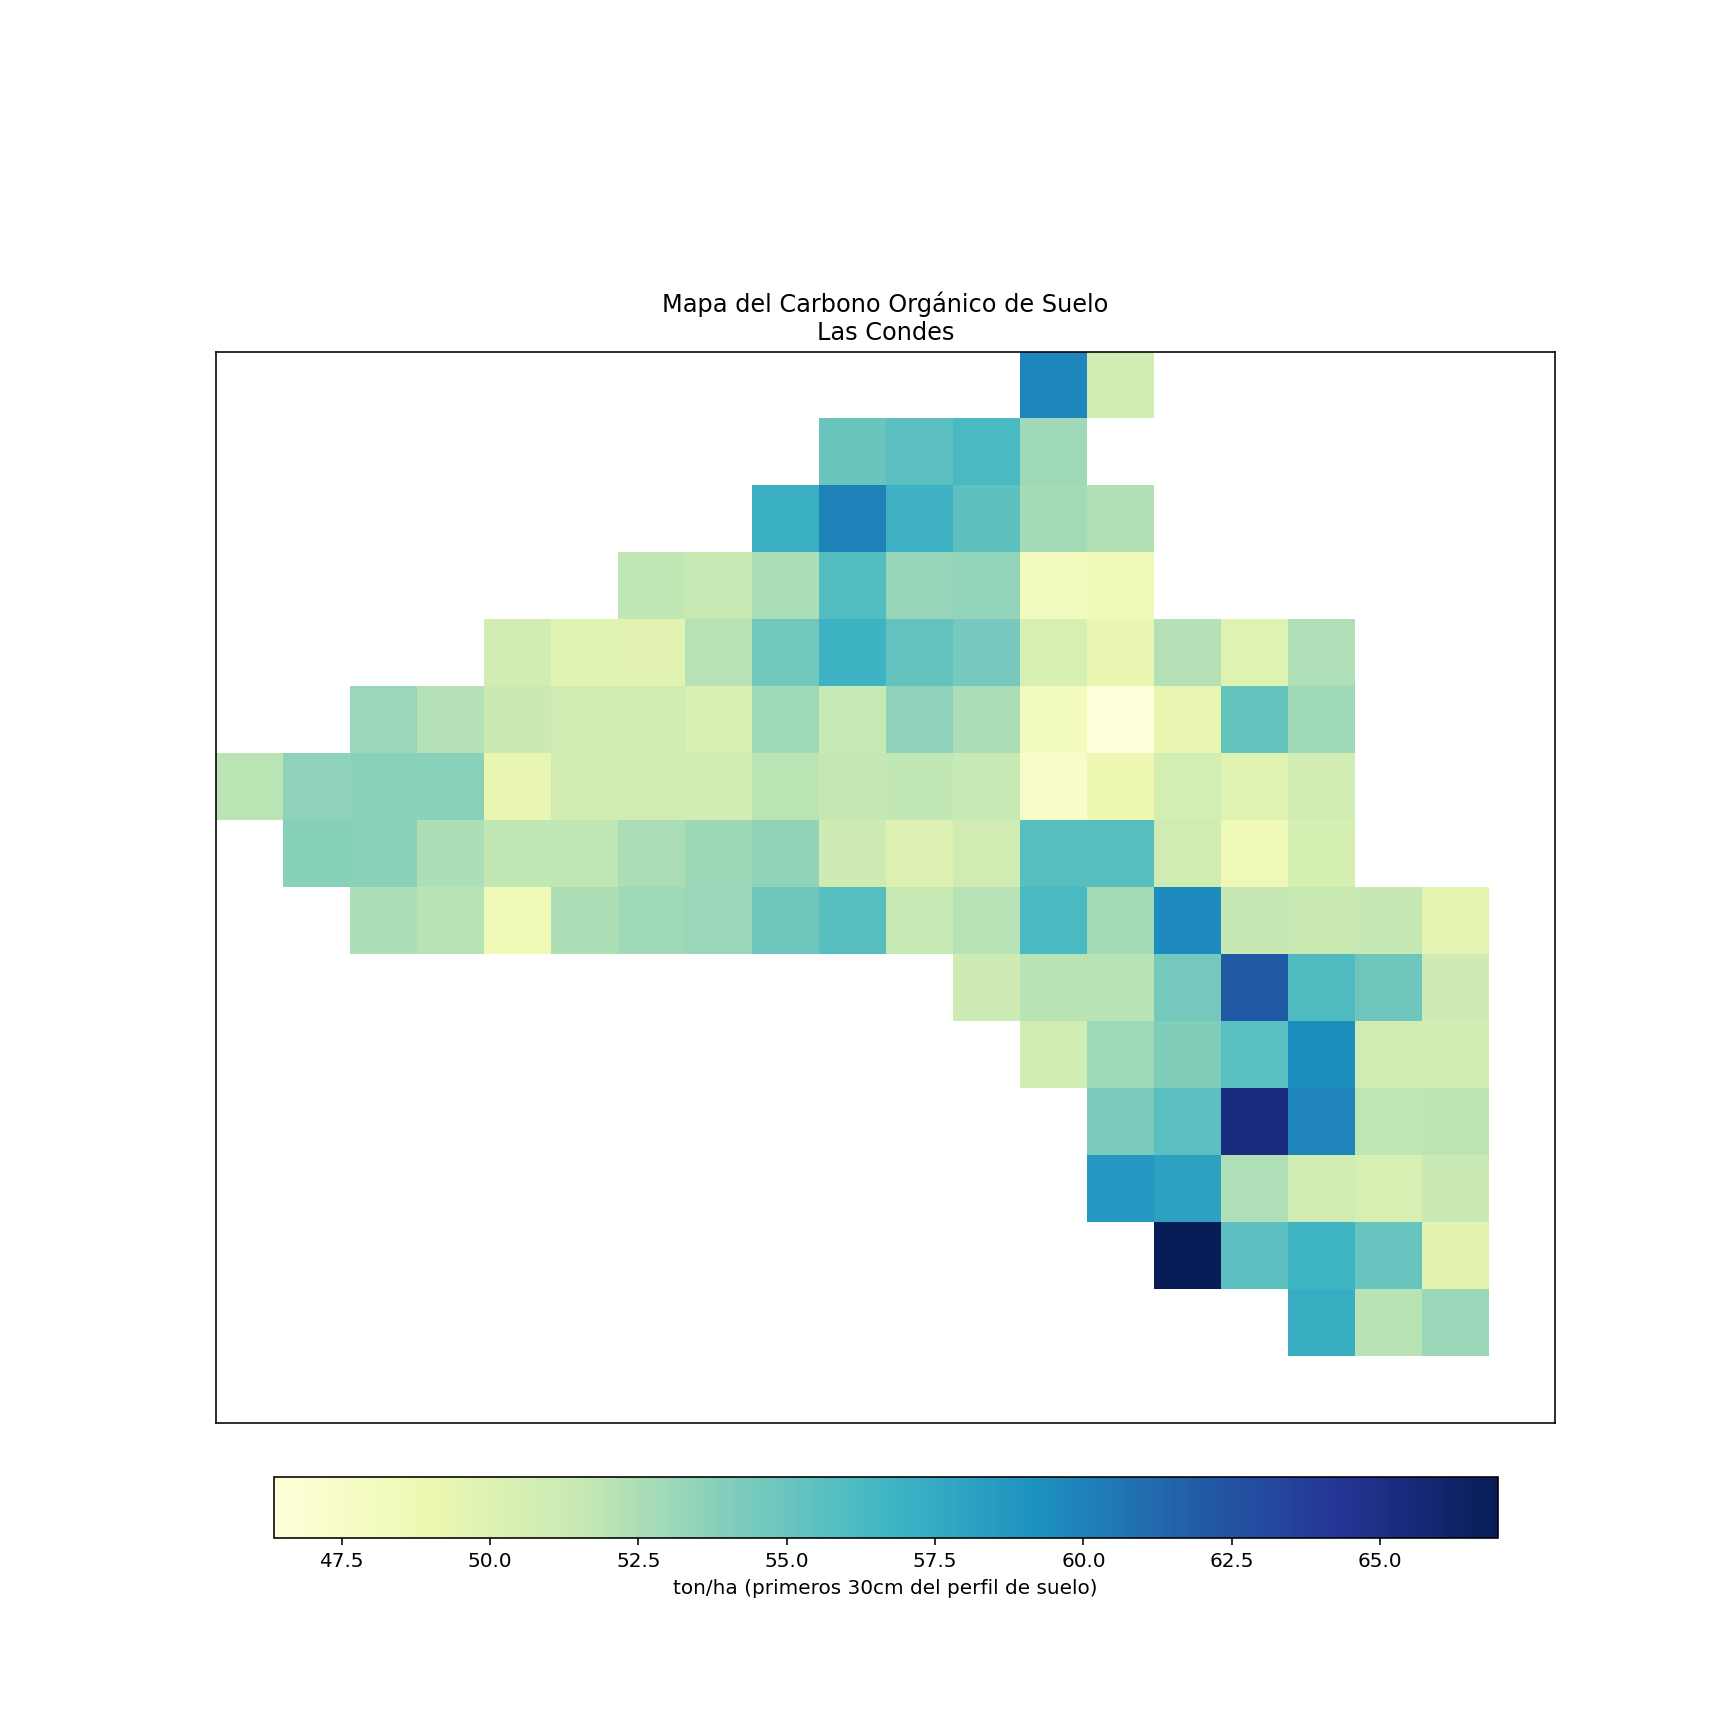 Mapa del Carbono Orgánico de Suelo
Las Condes
47.5 50.0 52.5 55.0 57.5 60.0 62.5 65.0
ton/ha (primeros 30cm del perfil de suelo)